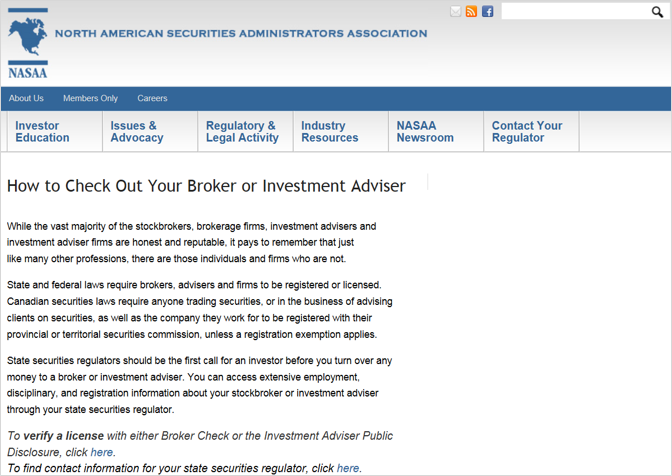 NORTH AMERICAN SECURITIES ADMINISTRATORS ASSOCIATION
NASAA
About Us Members Only Careers
Investor Education
Issues & Advocacy
Regulatory & Legal Activity
Industry Resources
NASAA Newsroom
Contact Your Regulator
How to Check Out Your Broker or Investment Adviser
While the vast majority of the stockbrokers, brokerage firms, investment advisers and
investment adviser firms are honest and reputable, it pays to remember that just
like many other professions, there are those individuals and firms who are not.
State and federal laws require brokers, advisers and firms to be registered or licensed.
Canadian securities laws require anyone trading securities, or in the business of advising
clients on securities, as well as the company they work for to be registered with their
provincial or territorial securities commission, unless a registration exemption applies.
State securities regulators should be the first call for an investor before you turn over any
money to a broker or investment adviser. You can access extensive employment,
disciplinary, and registration information about your stockbroker or investment adviser
through your state securities regulator.
To verify a license with either Broker Check or the Investment Adviser Public
Disclosure, click here.
To find contact information for your state securities regulator, click here.